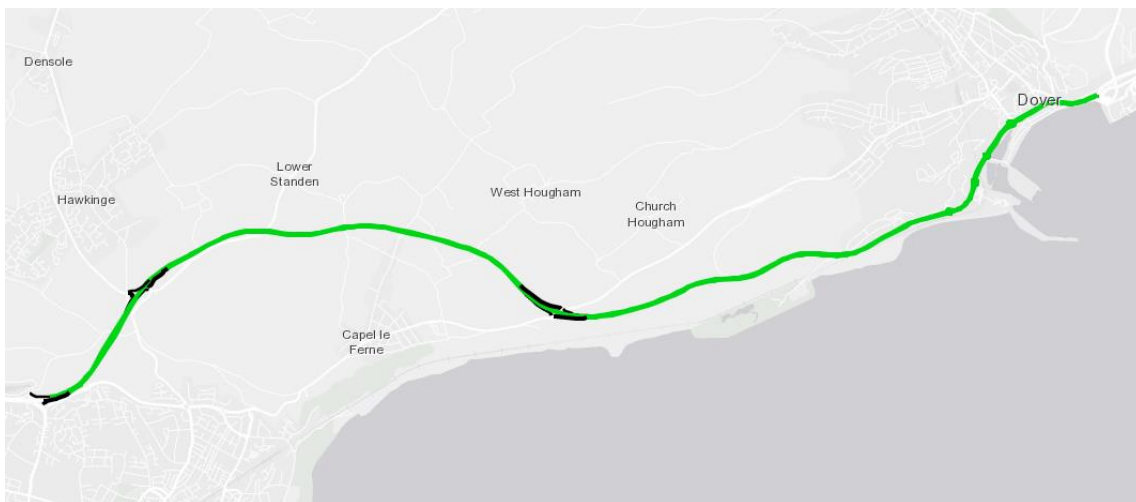 Densole
Dover
Lower
Standen
West Hougham
Hawkinge
Church
Hougham
Capel le
Ferne